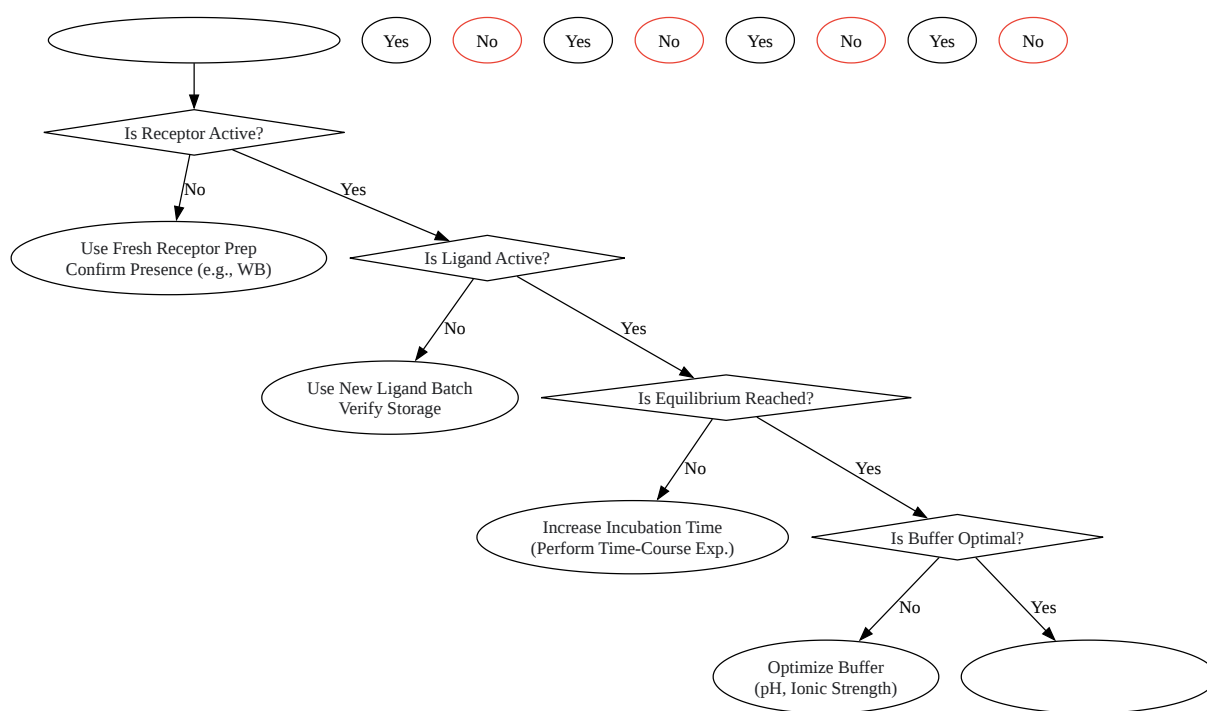 Yes
No
Yes
No
Yes
No
Yes
No
Is Receptor Active?
No
Yes
Use Fresh Receptor Prep
Confirm Presence (e.g., WB)
Is Ligand Active?
No
Yes
Use New Ligand Batch
Verify Storage
Is Equilibrium Reached?
No
Yes
Increase Incubation Time
(Perform Time-Course Exp.)
Is Buffer Optimal?
No
Yes
Optimize Buffer
(pH, Ionic Strength)